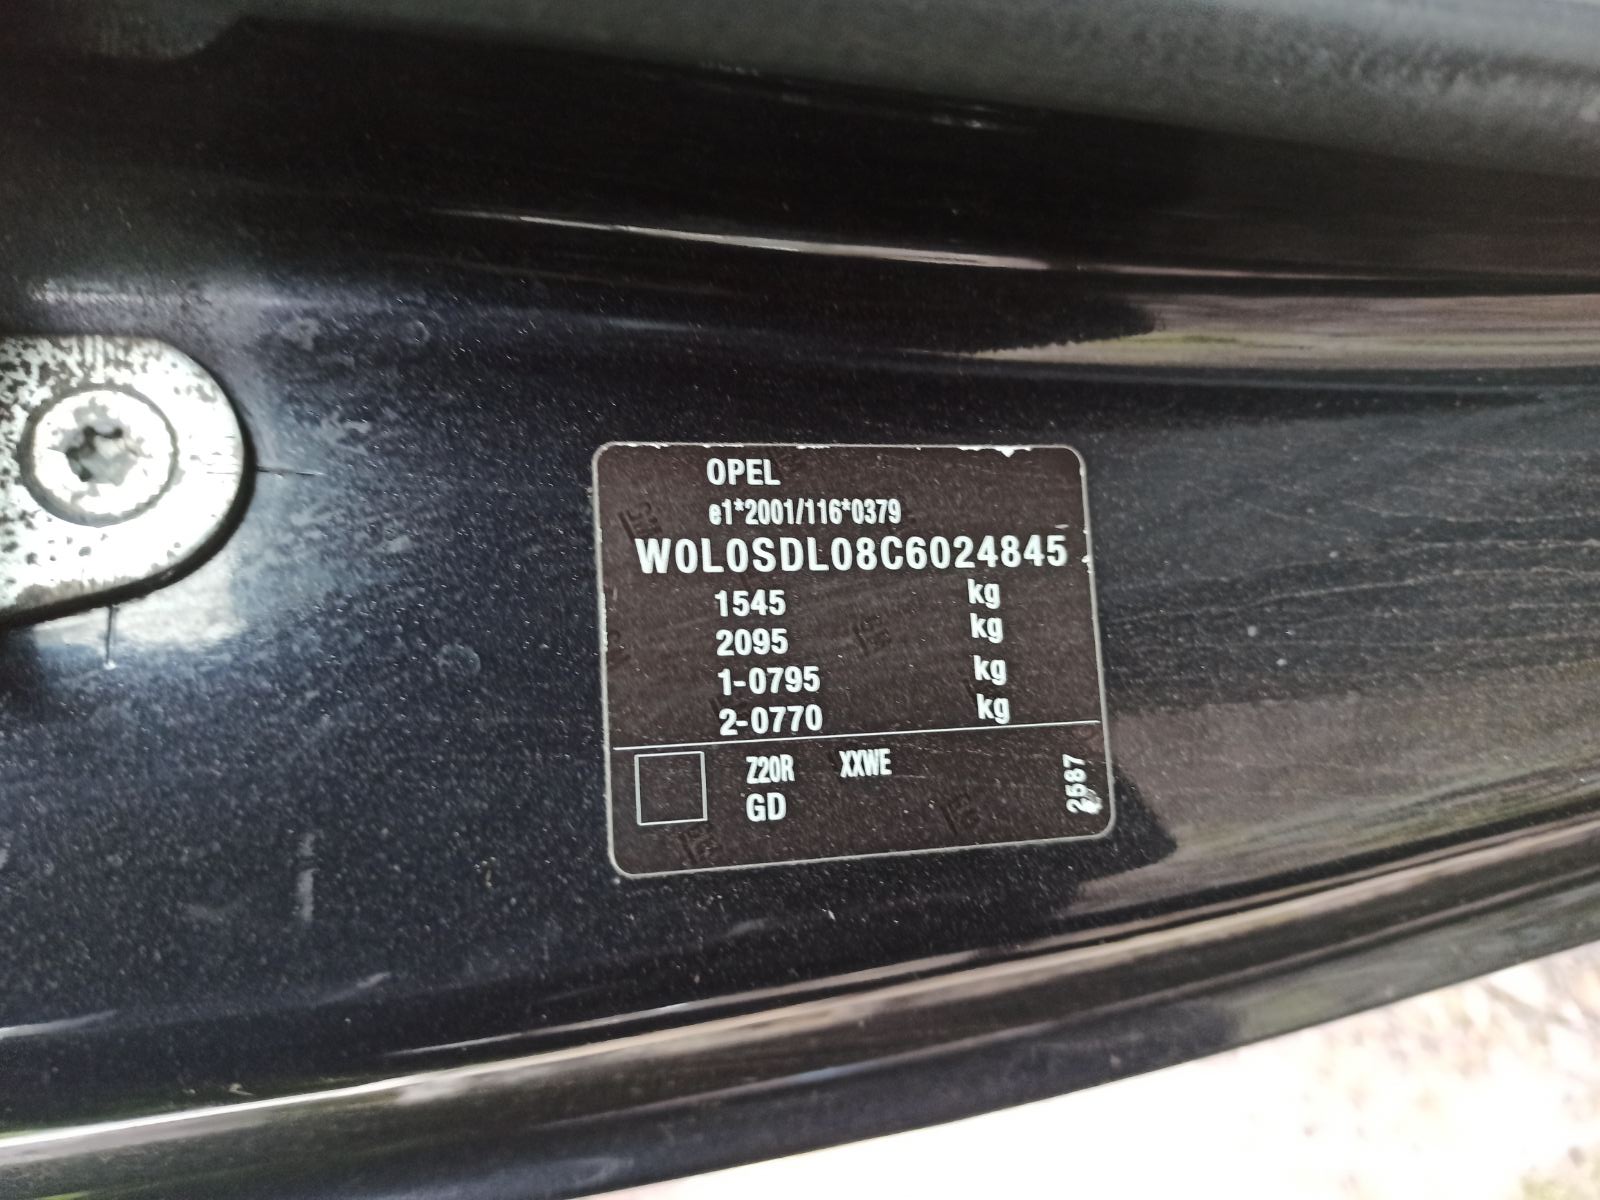 OPEL
e1*2001/116*0379
W0L0SDL08C6024845
1545 kg
2095 kg
1-0795 kg
2-0770 kg
Z20R XXWE
GD
2587